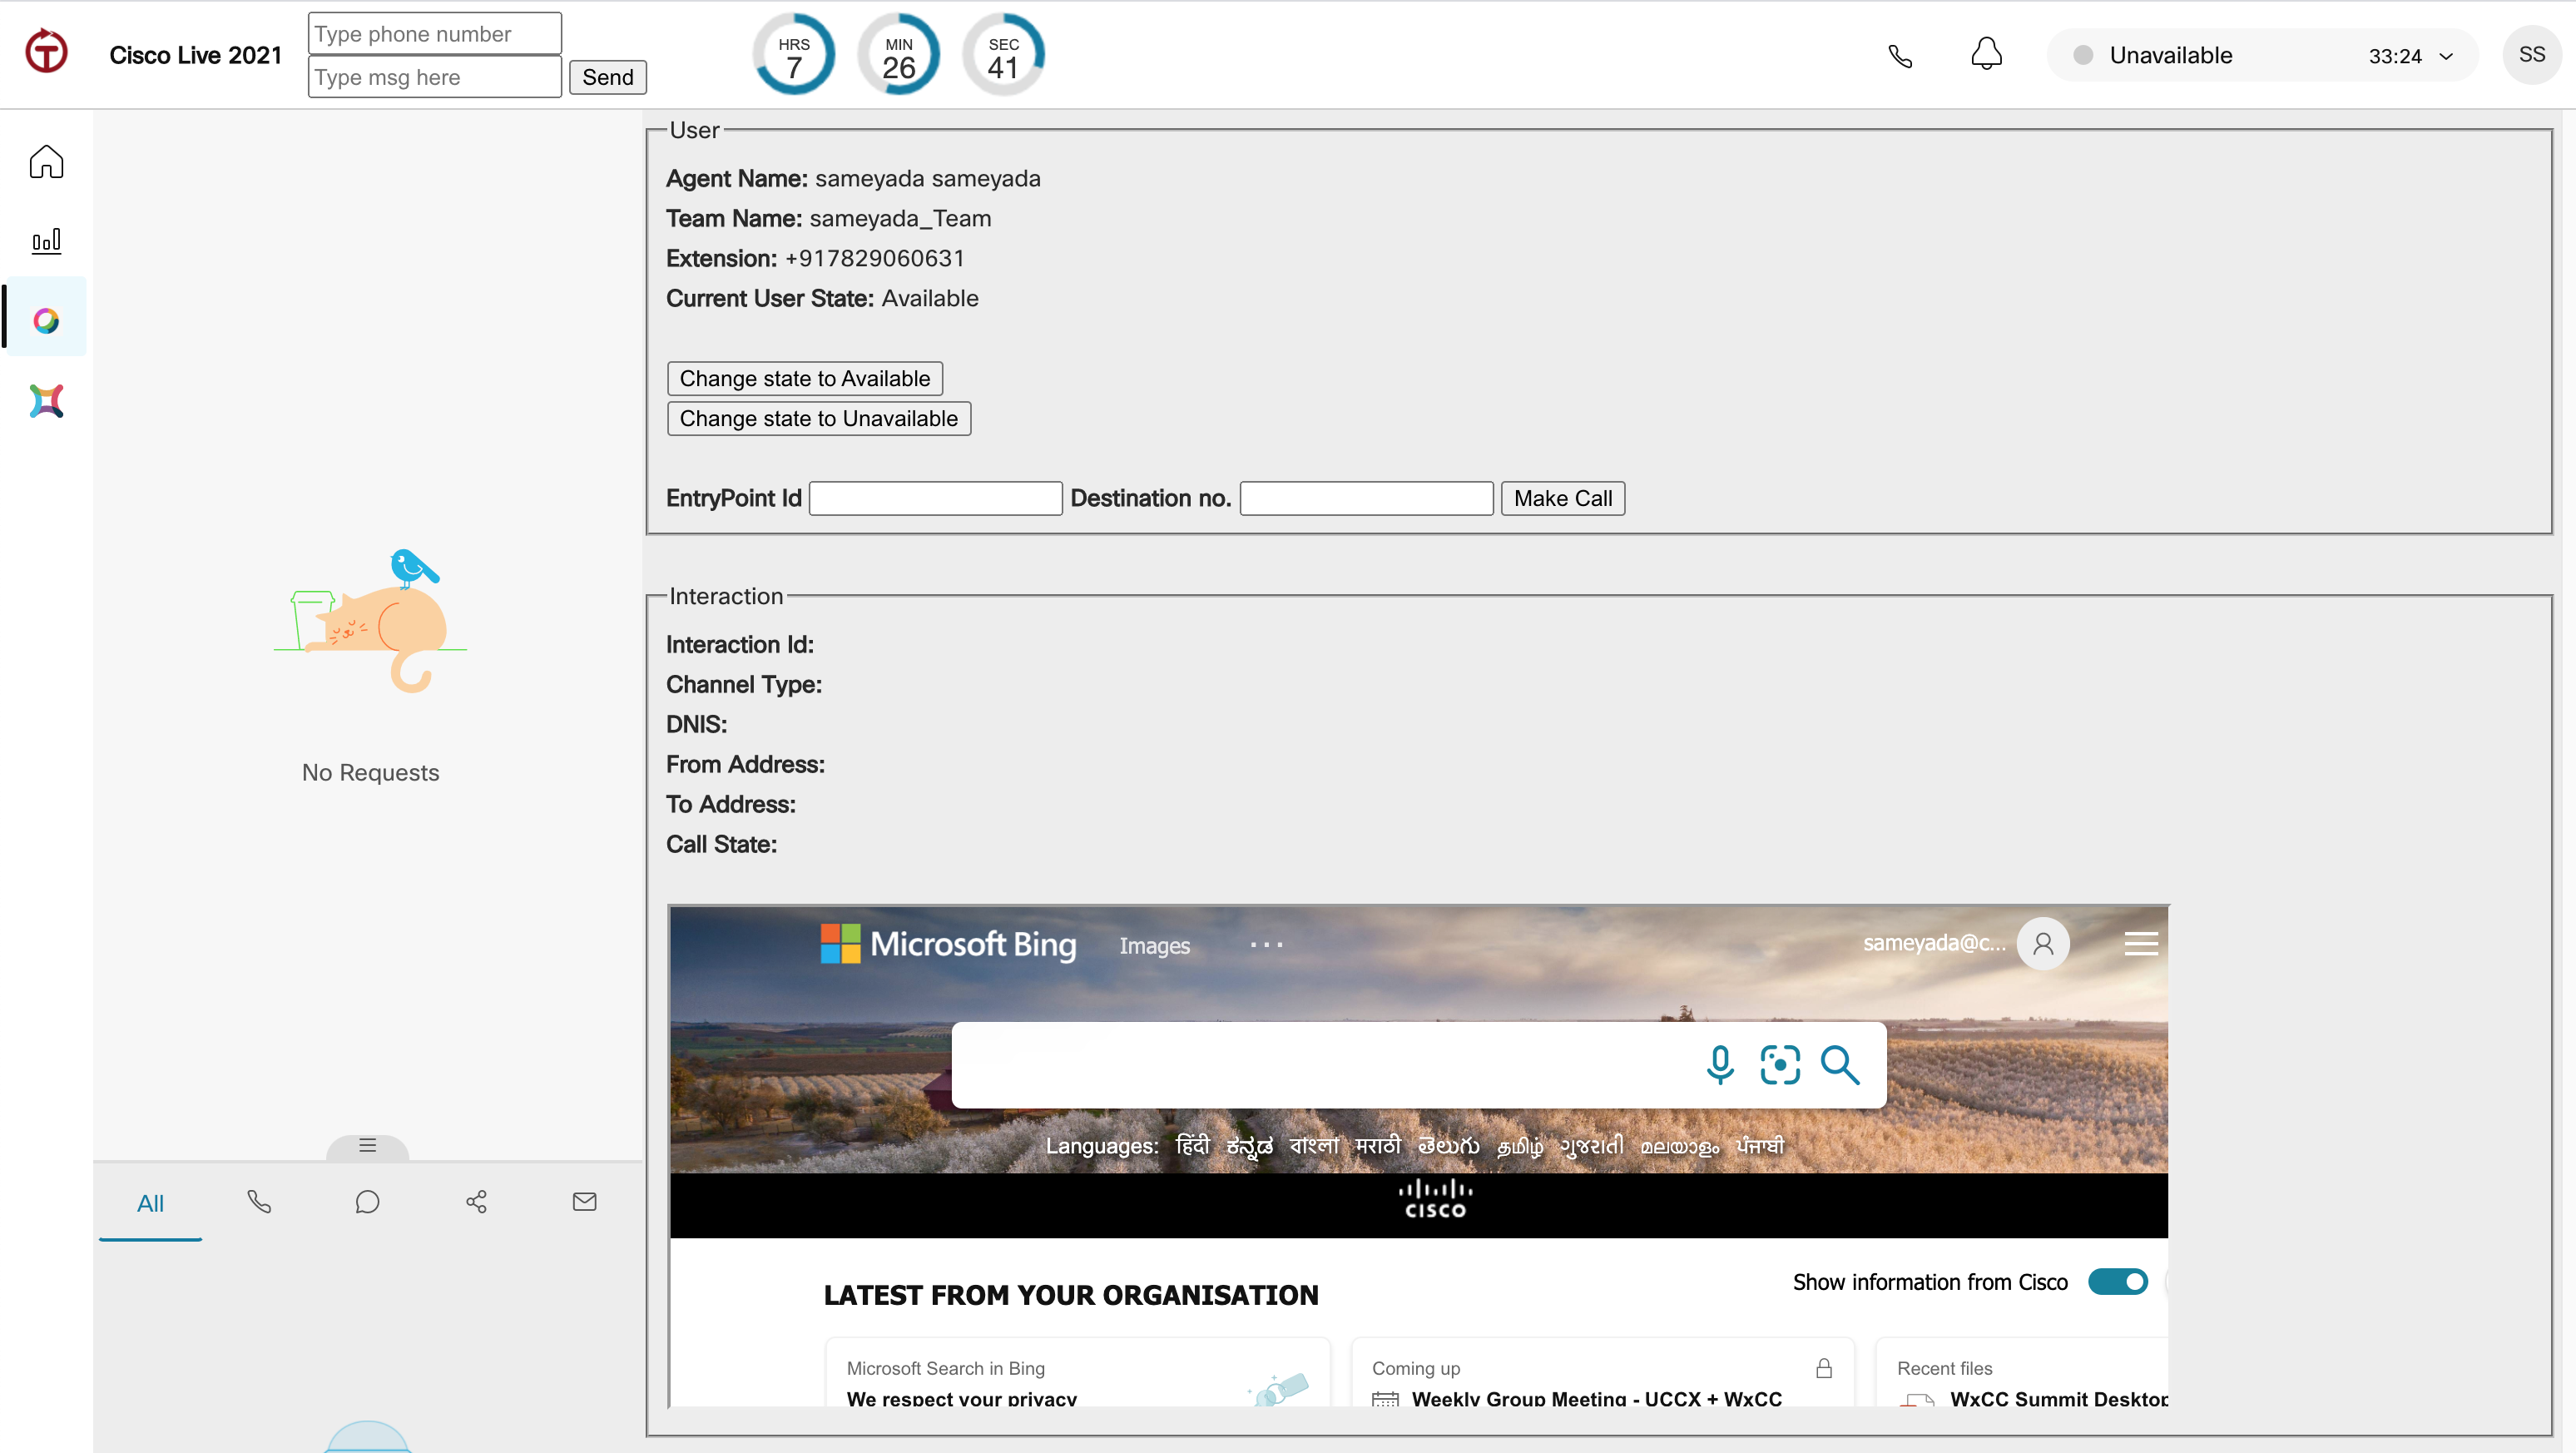 Cisco Live 2021
Type phone number
Type msg here
Send
HRS
7
MIN
26
SEC
41
Unavailable
33:24
SS
User
Agent Name: sameyada sameyada
Team Name: sameyada_Team
Extension: +917829060631
Current User State: Available
Change state to Available
Change state to Unavailable
EntryPoint Id
Destination no.
Make Call
No Requests
All
Interaction
Interaction Id:
Channel Type:
DNIS:
From Address:
To Address:
Call State:
Microsoft Bing
Images
sameyada@c...
Languages: हिंदी ಕನ್ನಡ বাংলা मराठी తెలుగు தமிழ் ગુજરાતી മലയാളം ਪੰਜਾਬੀ
CISCO
LATEST FROM YOUR ORGANISATION
Show information from Cisco
Microsoft Search in Bing
We respect your privacy
Coming up
Weekly Group Meeting - UCCX + WxCC
Recent files
WxCC Summit Desktop